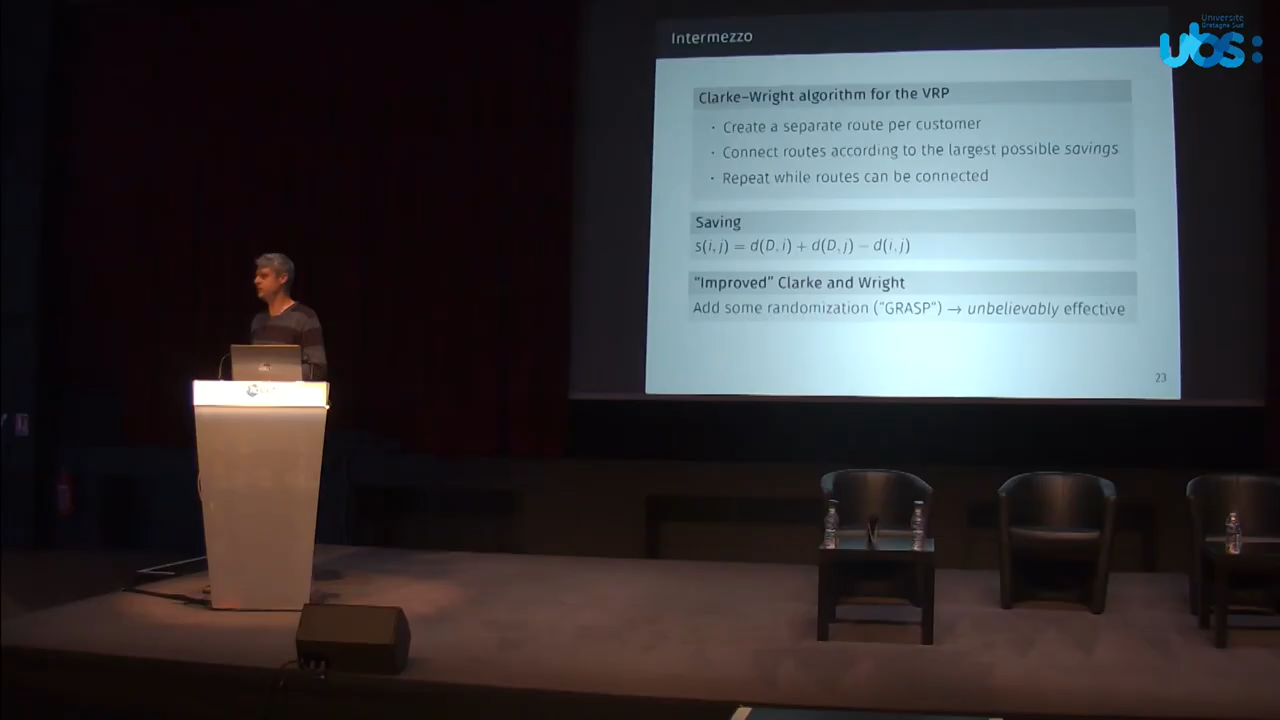 Intermezzo
Université
Bretagne Sud
ubs:
Clarke–Wright algorithm for the VRP
· Create a separate route per customer
· Connect routes according to the largest possible savings
· Repeat while routes can be connected
Saving
s(i, j) = d(D, i) + d(D, j) − d(i, j)
“Improved” Clarke and Wright
Add some randomization (“GRASP”) → unbelievably effective
23